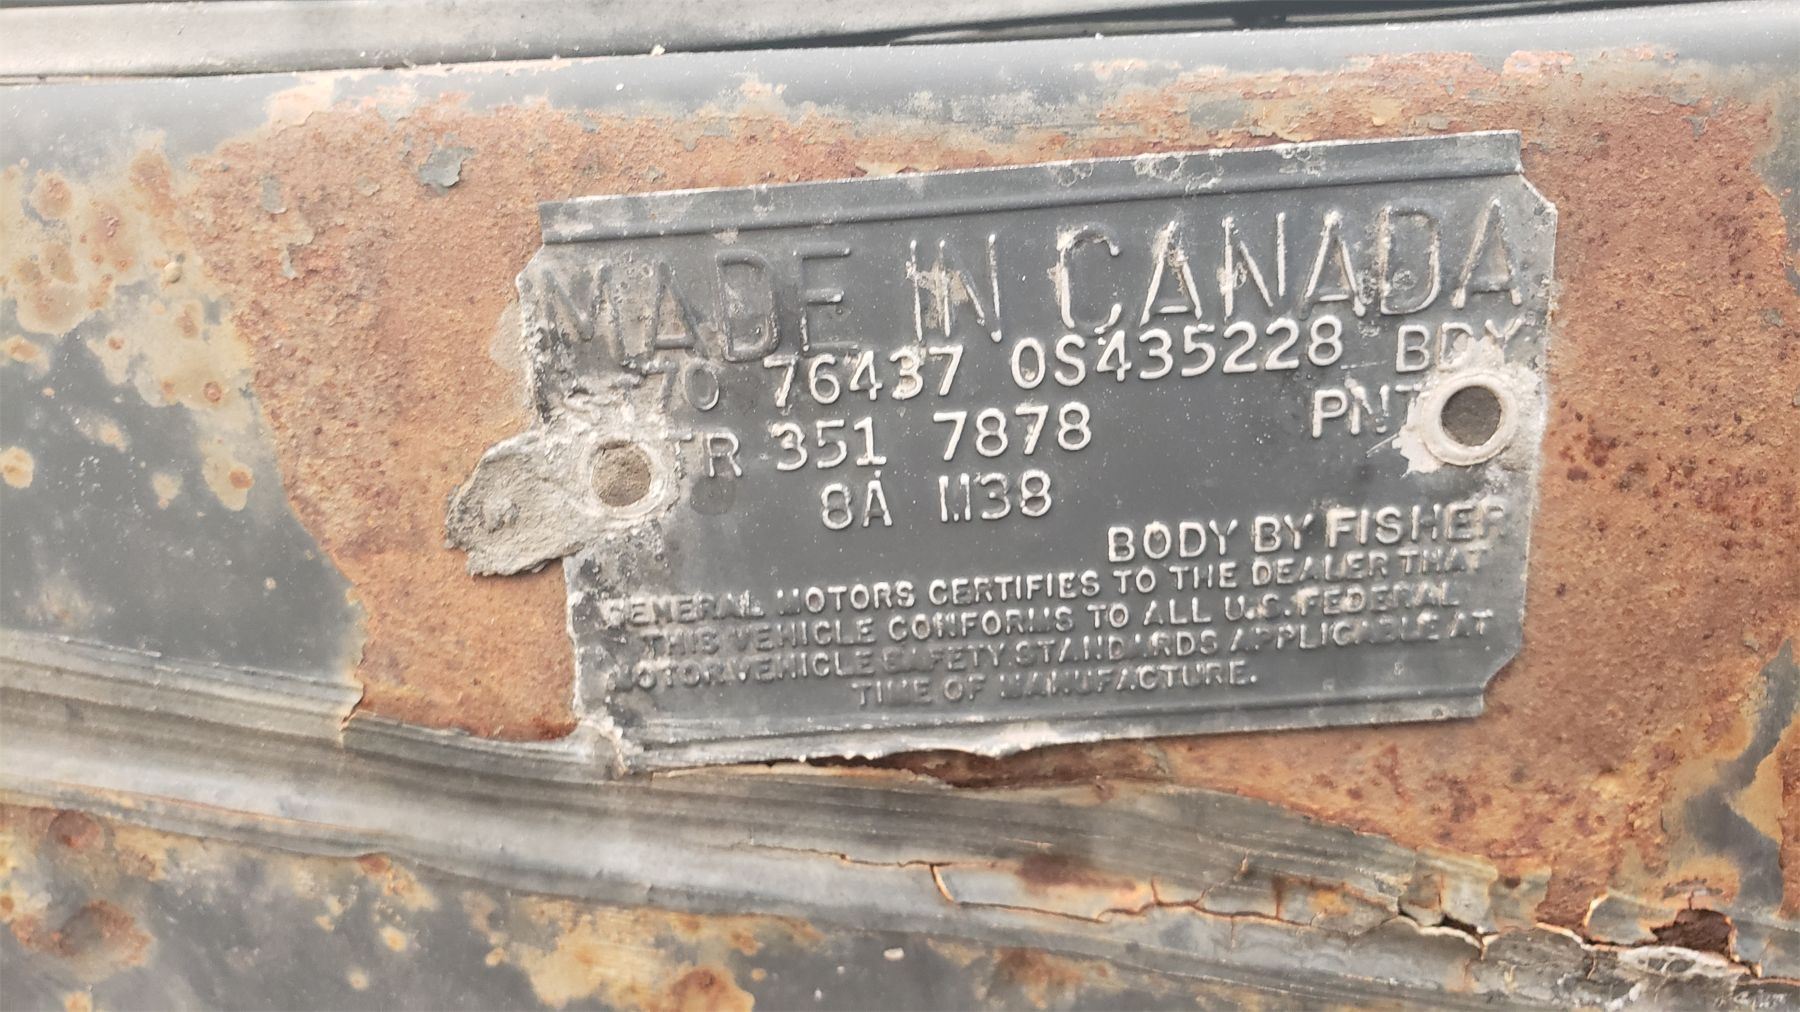 MADE IN CANADA
70 76437 OS435228 BDY
TR 351 7878 PNT
8A M38
BODY BY FISHER
GENERAL MOTORS CERTIFIES TO THE DEALER THAT
THIS VEHICLE CONFORMS TO ALL U.S. FEDERAL
MOTOR VEHICLE SAFETY STANDARDS APPLICABLE AT
TIME OF MANUFACTURE.